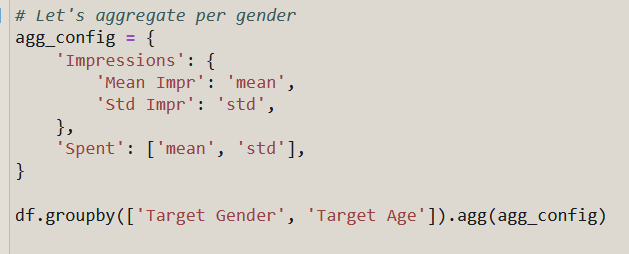 # Let's aggregate per gender
agg_config = {
    'Impressions': {
        'Mean Impr': 'mean',
        'Std Impr': 'std',
    },
    'Spent': ['mean', 'std'],
}

df.groupby(['Target Gender', 'Target Age']).agg(agg_config)